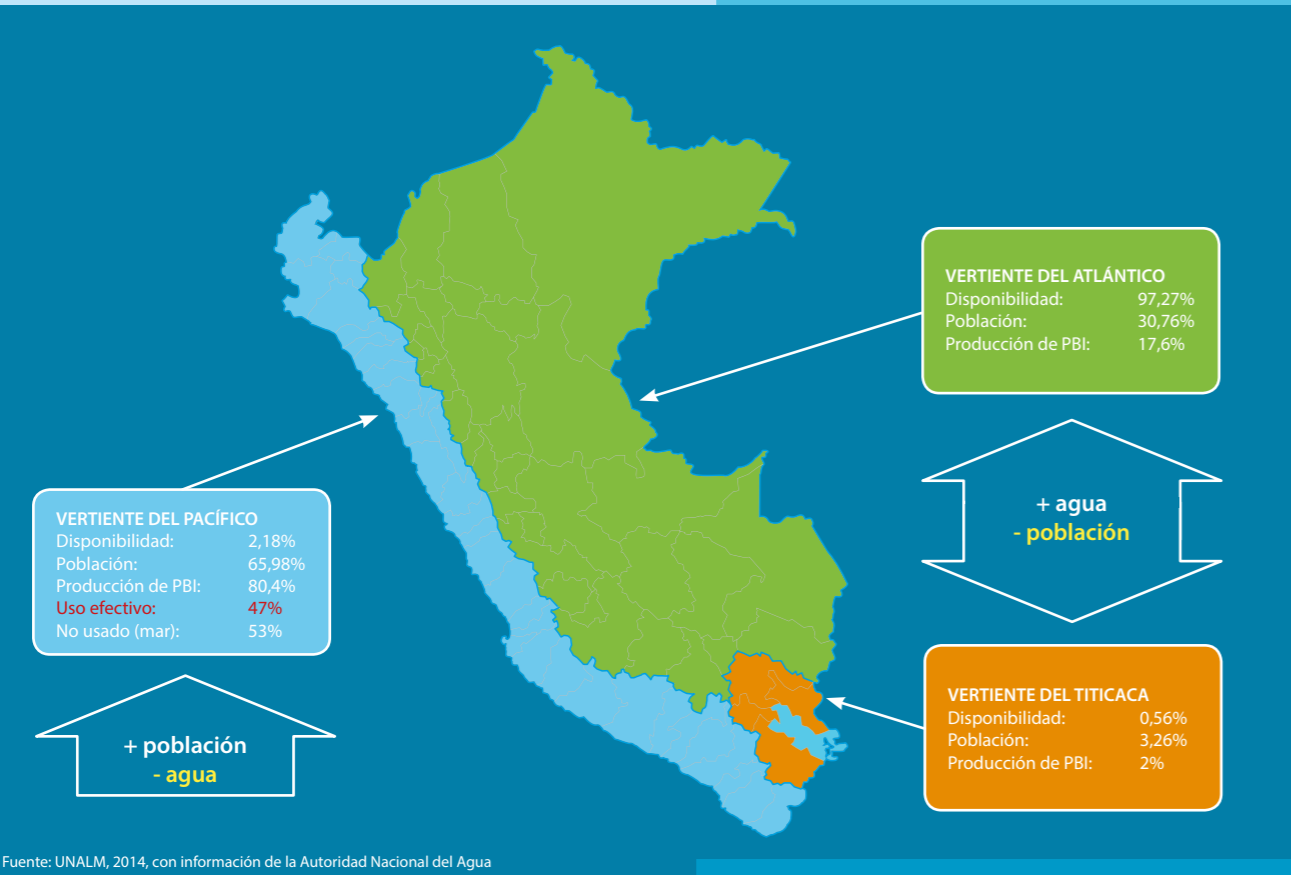 VERTIENTE DEL ATLÁNTICO
Disponibilidad: 97,27%
Población: 30,76%
Producción de PBI: 17,6%
+ agua
- población
VERTIENTE DEL PACÍFICO
Disponibilidad: 2,18%
Población: 65,98%
Producción de PBI: 80,4%
Uso efectivo: 47%
No usado (mar): 53%
+ población
- agua
VERTIENTE DEL TITICACA
Disponibilidad: 0,56%
Población: 3,26%
Producción de PBI: 2%
Fuente: UNALM, 2014, con información de la Autoridad Nacional del Agua